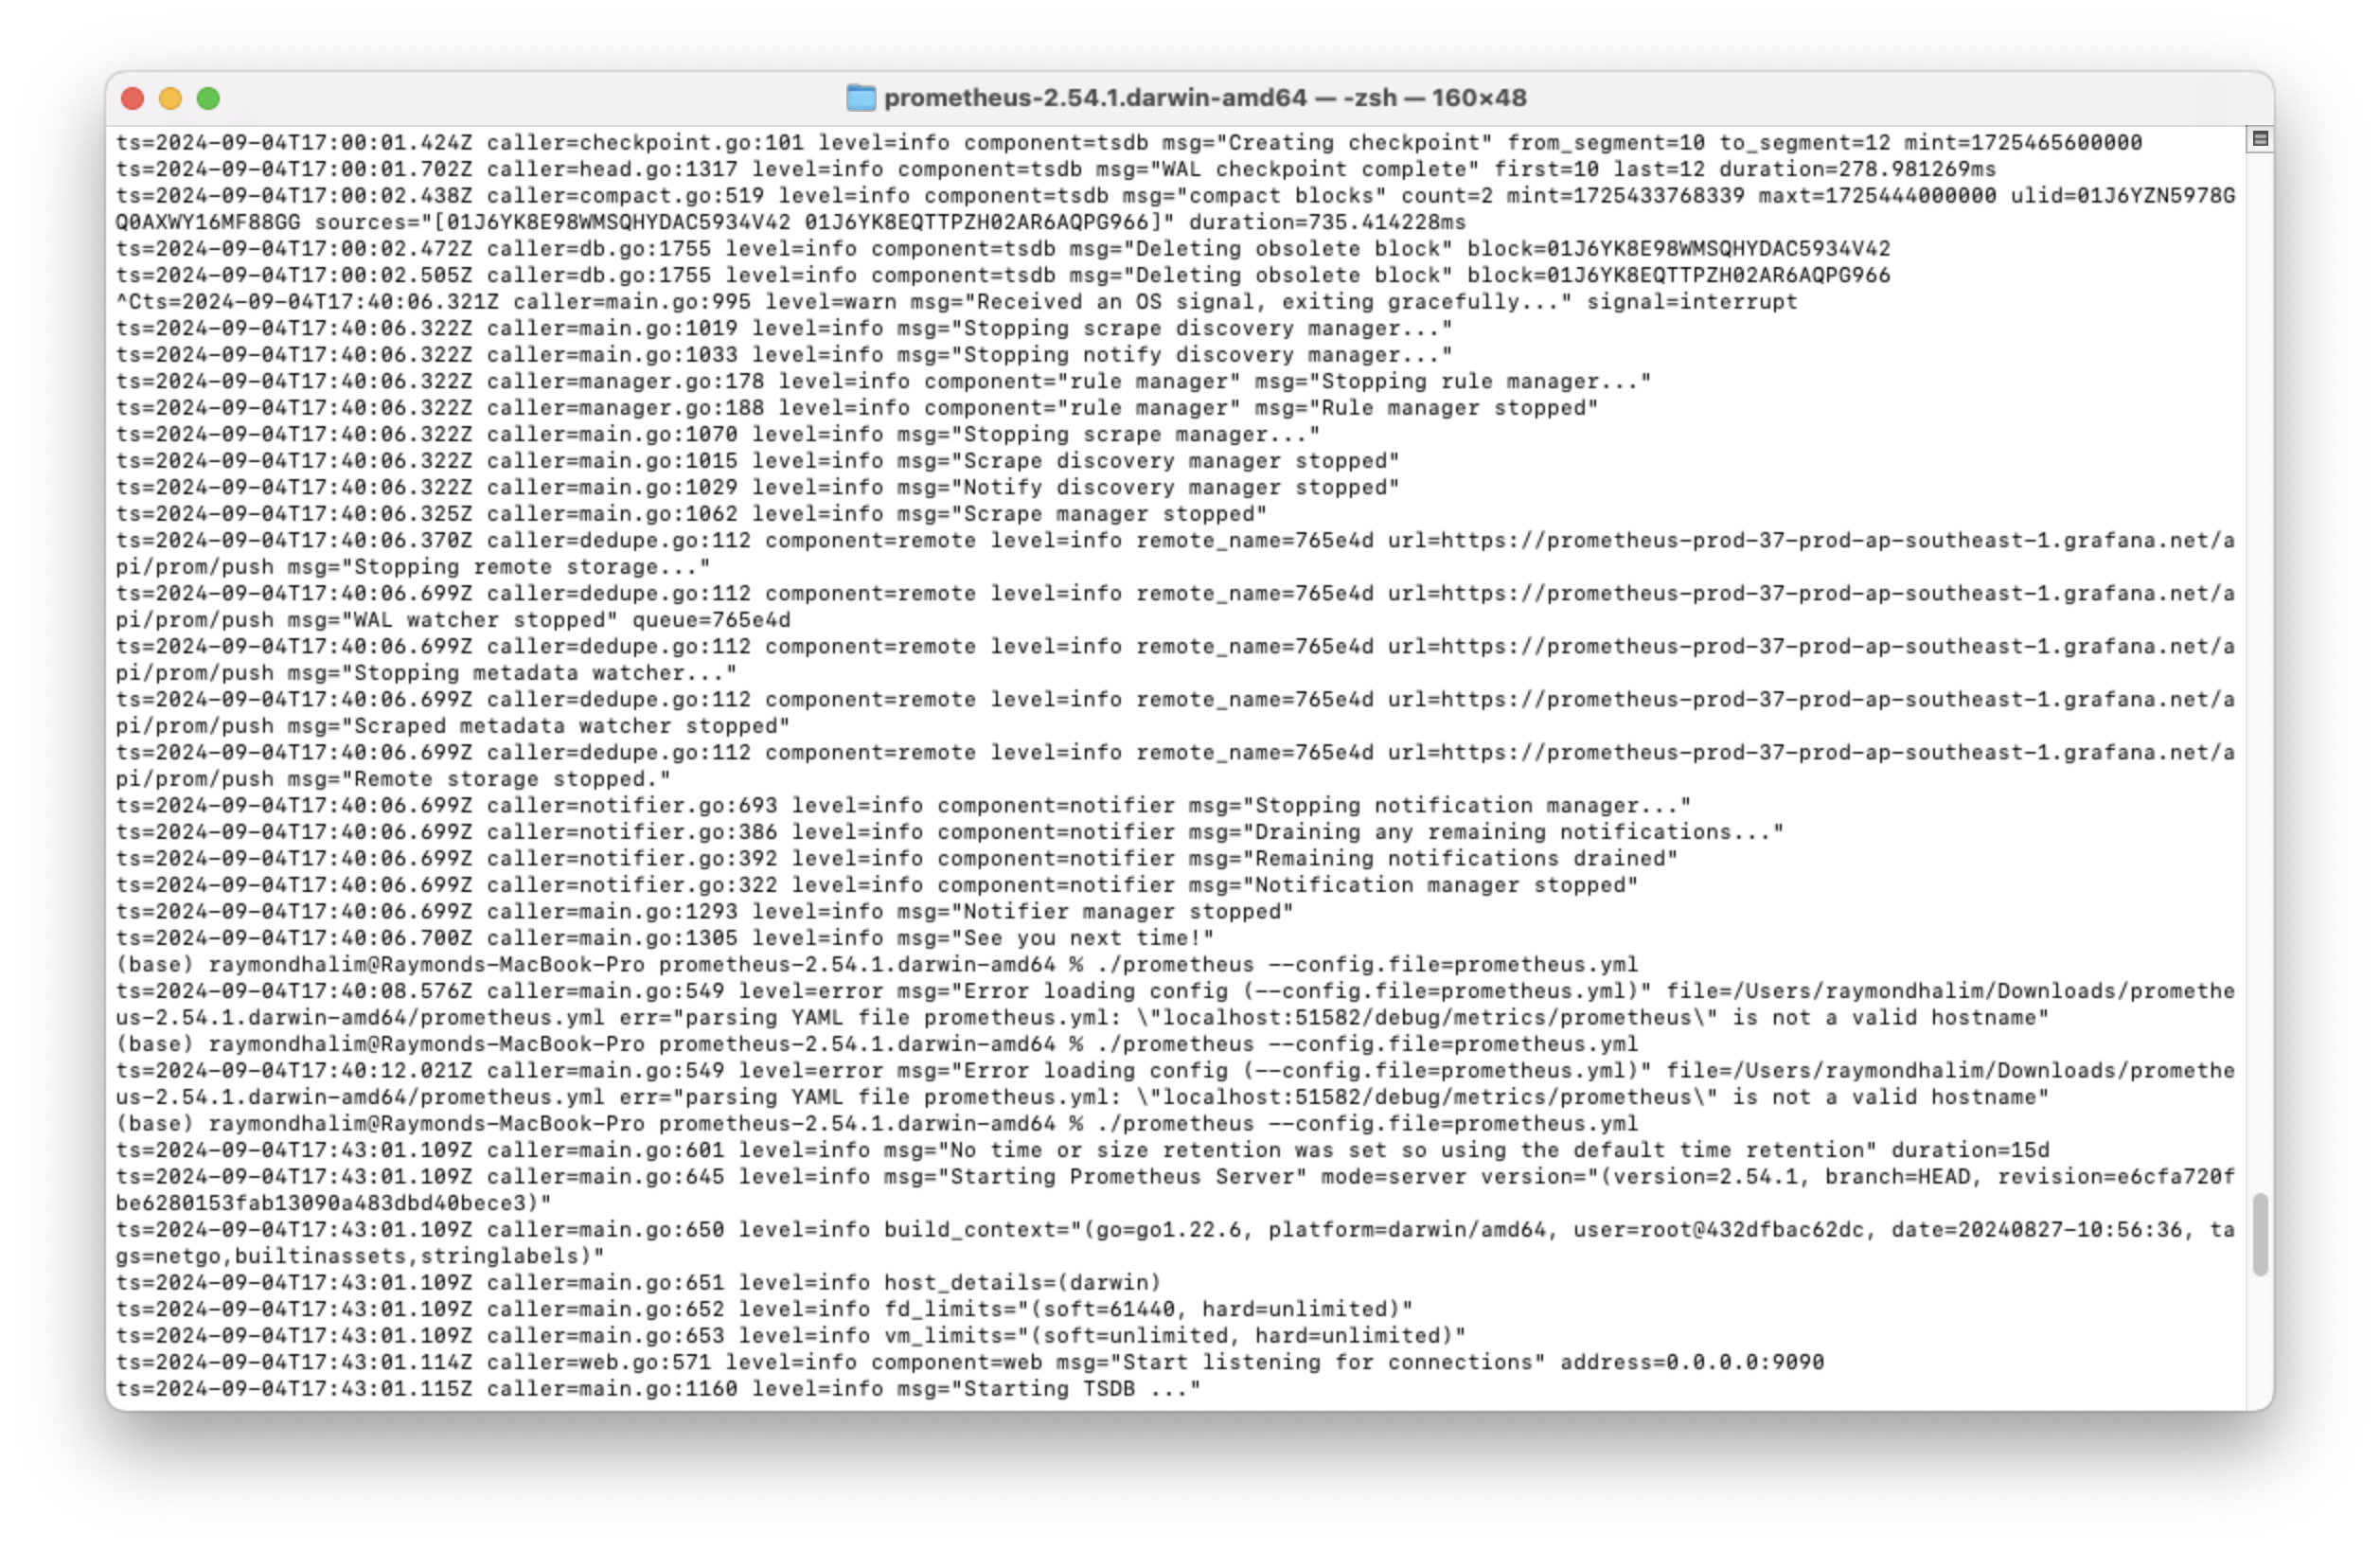 prometheus-2.54.1.darwin-amd64 — -zsh — 160×48
ts=2024-09-04T17:00:01.424Z caller=checkpoint.go:101 level=info component=tsdb msg="Creating checkpoint" from_segment=10 to_segment=12 mint=1725465600000
ts=2024-09-04T17:00:01.702Z caller=head.go:1317 level=info component=tsdb msg="WAL checkpoint complete" first=10 last=12 duration=278.981269ms
ts=2024-09-04T17:00:02.438Z caller=compact.go:519 level=info component=tsdb msg="compact blocks" count=2 mint=1725433768339 maxt=1725444000000 ulid=01J6YZN5978G
Q0AXWY16MF88GG sources="[01J6YK8E98WMSQHYDAC5934V42 01J6YK8EQTTPZH02AR6AQPG966]" duration=735.414228ms
ts=2024-09-04T17:00:02.472Z caller=db.go:1755 level=info component=tsdb msg="Deleting obsolete block" block=01J6YK8E98WMSQHYDAC5934V42
ts=2024-09-04T17:00:02.505Z caller=db.go:1755 level=info component=tsdb msg="Deleting obsolete block" block=01J6YK8EQTTPZH02AR6AQPG966
^Cts=2024-09-04T17:40:06.321Z caller=main.go:995 level=warn msg="Received an OS signal, exiting gracefully..." signal=interrupt
ts=2024-09-04T17:40:06.322Z caller=main.go:1019 level=info msg="Stopping scrape discovery manager..."
ts=2024-09-04T17:40:06.322Z caller=main.go:1033 level=info msg="Stopping notify discovery manager..."
ts=2024-09-04T17:40:06.322Z caller=manager.go:178 level=info component="rule manager" msg="Stopping rule manager..."
ts=2024-09-04T17:40:06.322Z caller=manager.go:188 level=info component="rule manager" msg="Rule manager stopped"
ts=2024-09-04T17:40:06.322Z caller=main.go:1070 level=info msg="Stopping scrape manager..."
ts=2024-09-04T17:40:06.322Z caller=main.go:1015 level=info msg="Scrape discovery manager stopped"
ts=2024-09-04T17:40:06.322Z caller=main.go:1029 level=info msg="Notify discovery manager stopped"
ts=2024-09-04T17:40:06.325Z caller=main.go:1062 level=info msg="Scrape manager stopped"
ts=2024-09-04T17:40:06.370Z caller=dedupe.go:112 component=remote level=info remote_name=765e4d url=https://prometheus-prod-37-prod-ap-southeast-1.grafana.net/a
pi/prom/push msg="Stopping remote storage..."
ts=2024-09-04T17:40:06.699Z caller=dedupe.go:112 component=remote level=info remote_name=765e4d url=https://prometheus-prod-37-prod-ap-southeast-1.grafana.net/a
pi/prom/push msg="WAL watcher stopped" queue=765e4d
ts=2024-09-04T17:40:06.699Z caller=dedupe.go:112 component=remote level=info remote_name=765e4d url=https://prometheus-prod-37-prod-ap-southeast-1.grafana.net/a
pi/prom/push msg="Stopping metadata watcher..."
ts=2024-09-04T17:40:06.699Z caller=dedupe.go:112 component=remote level=info remote_name=765e4d url=https://prometheus-prod-37-prod-ap-southeast-1.grafana.net/a
pi/prom/push msg="Scraped metadata watcher stopped"
ts=2024-09-04T17:40:06.699Z caller=dedupe.go:112 component=remote level=info remote_name=765e4d url=https://prometheus-prod-37-prod-ap-southeast-1.grafana.net/a
pi/prom/push msg="Remote storage stopped."
ts=2024-09-04T17:40:06.699Z caller=notifier.go:693 level=info component=notifier msg="Stopping notification manager..."
ts=2024-09-04T17:40:06.699Z caller=notifier.go:386 level=info component=notifier msg="Draining any remaining notifications..."
ts=2024-09-04T17:40:06.699Z caller=notifier.go:392 level=info component=notifier msg="Remaining notifications drained"
ts=2024-09-04T17:40:06.699Z caller=notifier.go:322 level=info component=notifier msg="Notification manager stopped"
ts=2024-09-04T17:40:06.699Z caller=main.go:1293 level=info msg="Notifier manager stopped"
ts=2024-09-04T17:40:06.700Z caller=main.go:1305 level=info msg="See you next time!"
(base) raymondhalim@Raymonds-MacBook-Pro prometheus-2.54.1.darwin-amd64 % ./prometheus --config.file=prometheus.yml
ts=2024-09-04T17:40:08.576Z caller=main.go:549 level=error msg="Error loading config (--config.file=prometheus.yml)" file=/Users/raymondhalim/Downloads/promethe
us-2.54.1.darwin-amd64/prometheus.yml err="parsing YAML file prometheus.yml: \"localhost:51582/debug/metrics/prometheus\" is not a valid hostname"
(base) raymondhalim@Raymonds-MacBook-Pro prometheus-2.54.1.darwin-amd64 % ./prometheus --config.file=prometheus.yml
ts=2024-09-04T17:40:12.021Z caller=main.go:549 level=error msg="Error loading config (--config.file=prometheus.yml)" file=/Users/raymondhalim/Downloads/promethe
us-2.54.1.darwin-amd64/prometheus.yml err="parsing YAML file prometheus.yml: \"localhost:51582/debug/metrics/prometheus\" is not a valid hostname"
(base) raymondhalim@Raymonds-MacBook-Pro prometheus-2.54.1.darwin-amd64 % ./prometheus --config.file=prometheus.yml
ts=2024-09-04T17:43:01.109Z caller=main.go:601 level=info msg="No time or size retention was set so using the default time retention" duration=15d
ts=2024-09-04T17:43:01.109Z caller=main.go:645 level=info msg="Starting Prometheus Server" mode=server version="(version=2.54.1, branch=HEAD, revision=e6cfa720f
be6280153fab13090a483dbd40bece3)"
ts=2024-09-04T17:43:01.109Z caller=main.go:650 level=info build_context="(go=go1.22.6, platform=darwin/amd64, user=root@432dfbac62dc, date=20240827-10:56:36, ta
gs=netgo,builtinassets,stringlabels)"
ts=2024-09-04T17:43:01.109Z caller=main.go:651 level=info host_details=(darwin)
ts=2024-09-04T17:43:01.109Z caller=main.go:652 level=info fd_limits="(soft=61440, hard=unlimited)"
ts=2024-09-04T17:43:01.109Z caller=main.go:653 level=info vm_limits="(soft=unlimited, hard=unlimited)"
ts=2024-09-04T17:43:01.114Z caller=web.go:571 level=info component=web msg="Start listening for connections" address=0.0.0.0:9090
ts=2024-09-04T17:43:01.115Z caller=main.go:1160 level=info msg="Starting TSDB ..."